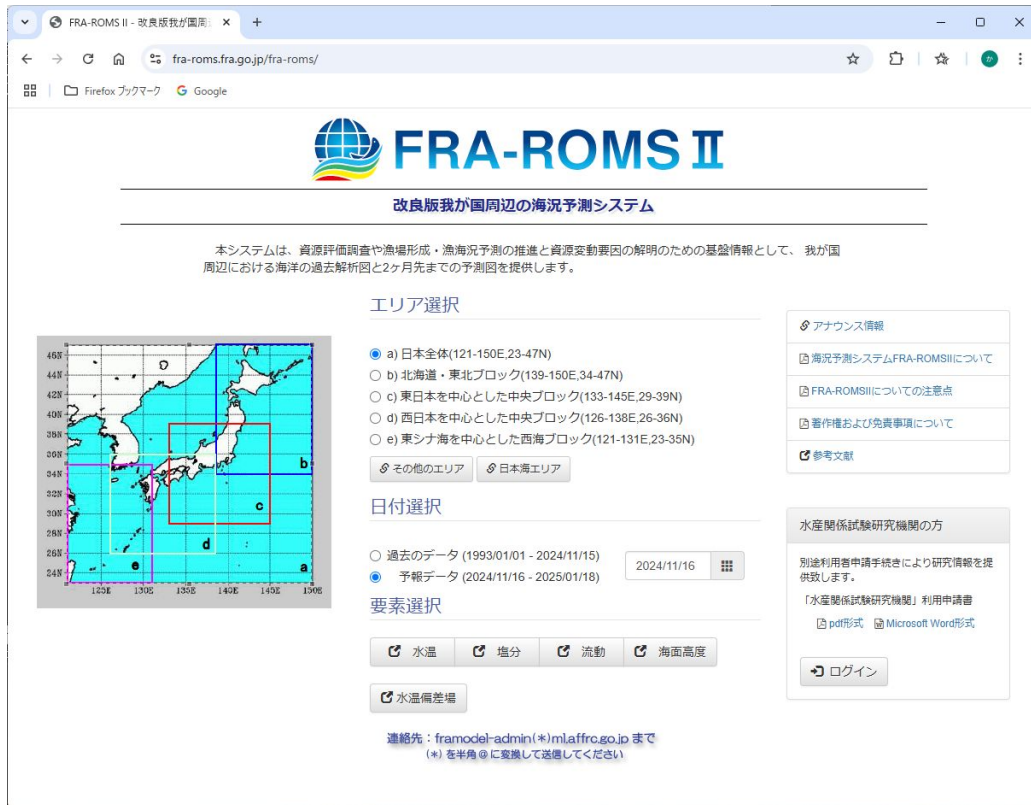 FRA-ROMS II - 改良版我が国周
fra-roms.fra.go.jp/fra-roms/
か
Firefox ブックマーク
Google
FRA-ROMS II
改良版我が国周辺の海況予測システム
本システムは、資源評価調査や漁場形成・漁海況予測の推進と資源変動要因の解明のための基盤情報として、 我が国
周辺における海洋の過去解析図と2ヶ月先までの予測図を提供します。
エリア選択
a) 日本全体(121-150E,23-47N)
b) 北海道・東北ブロック(139-150E,34-47N)
c) 東日本を中心とした中央ブロック(133-145E,29-39N)
d) 西日本を中心とした中央ブロック(126-138E,26-36N)
e) 東シナ海を中心とした西海ブロック(121-131E,23-35N)
その他のエリア
日本海エリア
46N
44N
42N
40N
38N
36N
34N
32N
30N
28N
26N
24N
125E
130E
135E
140E
145E
150E
b
c
d
e
a
日付選択
過去のデータ (1993/01/01 - 2024/11/15)
予報データ (2024/11/16 - 2025/01/18)
2024/11/16
要素選択
水温
塩分
流動
海面高度
水温偏差場
連絡先：framodel-admin(*)ml.affrc.go.jp まで
(*) を半角@に変換して送信してください
アナウンス情報
海況予測システムFRA-ROMSIIについて
FRA-ROMSIIについての注意点
著作権および免責事項について
参考文献
水産関係試験研究機関の方
別途利用者申請手続きにより研究情報を提
供致します。
「水産関係試験研究機関」利用申請書
pdf形式 Microsoft Word形式
ログイン